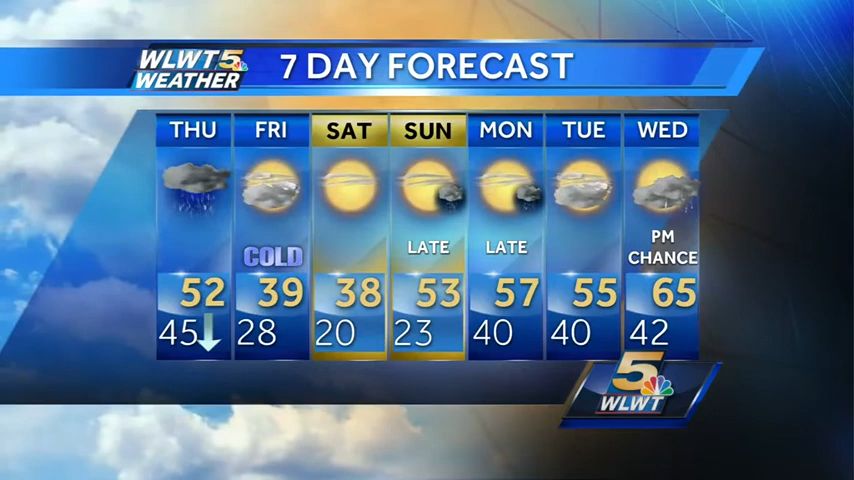 WLWT 5
WEATHER
7 DAY FORECAST
THU FRI SAT SUN MON TUE WED
COLD LATE LATE PM CHANCE
52 39 38 53 57 55 65
45 28 20 23 40 40 42
5
WLWT